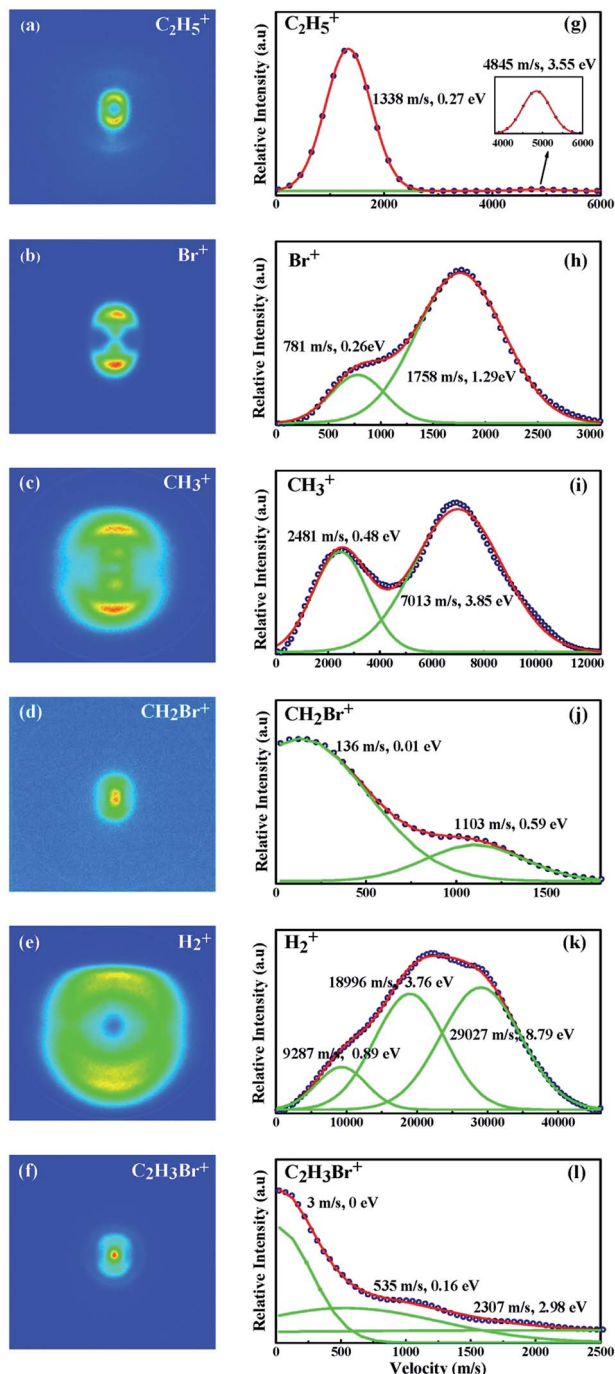 (a) C₂H₅⁺
C₂H₅⁺ (g)
4845 m/s, 3.55 eV
1338 m/s, 0.27 eV
4000 5000 6000
Relative Intensity (a.u)
0 2000 4000 6000
(b) Br⁺
Br⁺ (h)
781 m/s, 0.26eV
1758 m/s, 1.29eV
Relative Intensity (a.u)
0 500 1000 1500 2000 2500 3000
(c) CH₃⁺
CH₃⁺ (i)
2481 m/s, 0.48 eV
7013 m/s, 3.85 eV
Relative Intensity (a.u)
0 2000 4000 6000 8000 10000 12000
(d) CH₂Br⁺
CH₂Br⁺ (j)
136 m/s, 0.01 eV
1103 m/s, 0.59 eV
Relative Intensity (a.u)
500 1000 1500
(e) H₂⁺
H₂⁺ (k)
18996 m/s, 3.76 eV
29027 m/s, 8.79 eV
9287 m/s, 0.89 eV
Relative Intensity (a.u)
0 10000 20000 30000 40000
(f) C₂H₃Br⁺
C₂H₃Br⁺ (l)
3 m/s, 0 eV
535 m/s, 0.16 eV
2307 m/s, 2.98 eV
Relative Intensity (a.u)
0 500 1000 1500 2000 2500
Velocity (m/s)